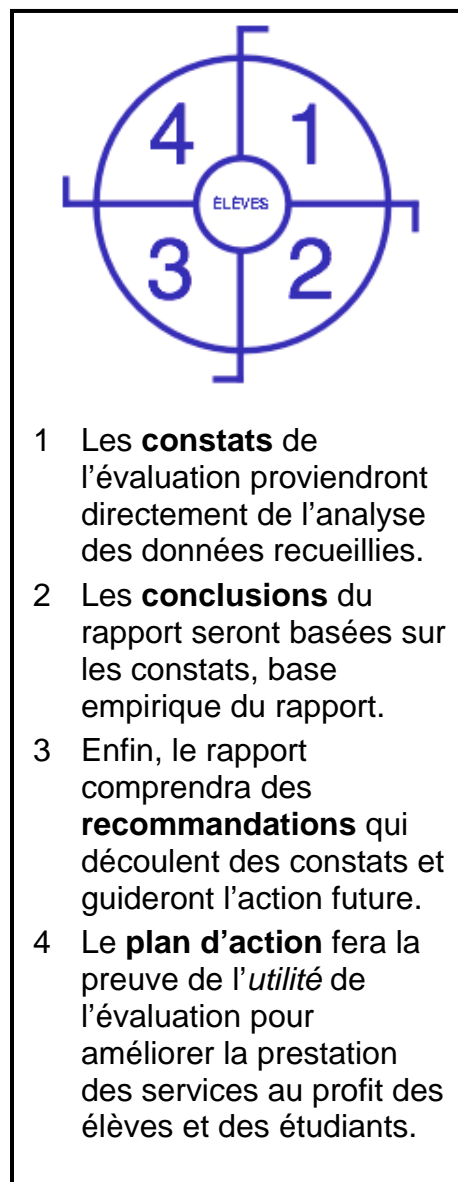 4 1
ÉLÈVES
3 2
1 Les constats de
l’évaluation proviendront
directement de l’analyse
des données recueillies.
2 Les conclusions du
rapport seront basées sur
les constats, base
empirique du rapport.
3 Enfin, le rapport
comprendra des
recommandations qui
découlent des constats et
guideront l’action future.
4 Le plan d’action fera la
preuve de l’utilité de
l’évaluation pour
améliorer la prestation
des services au profit des
élèves et des étudiants.